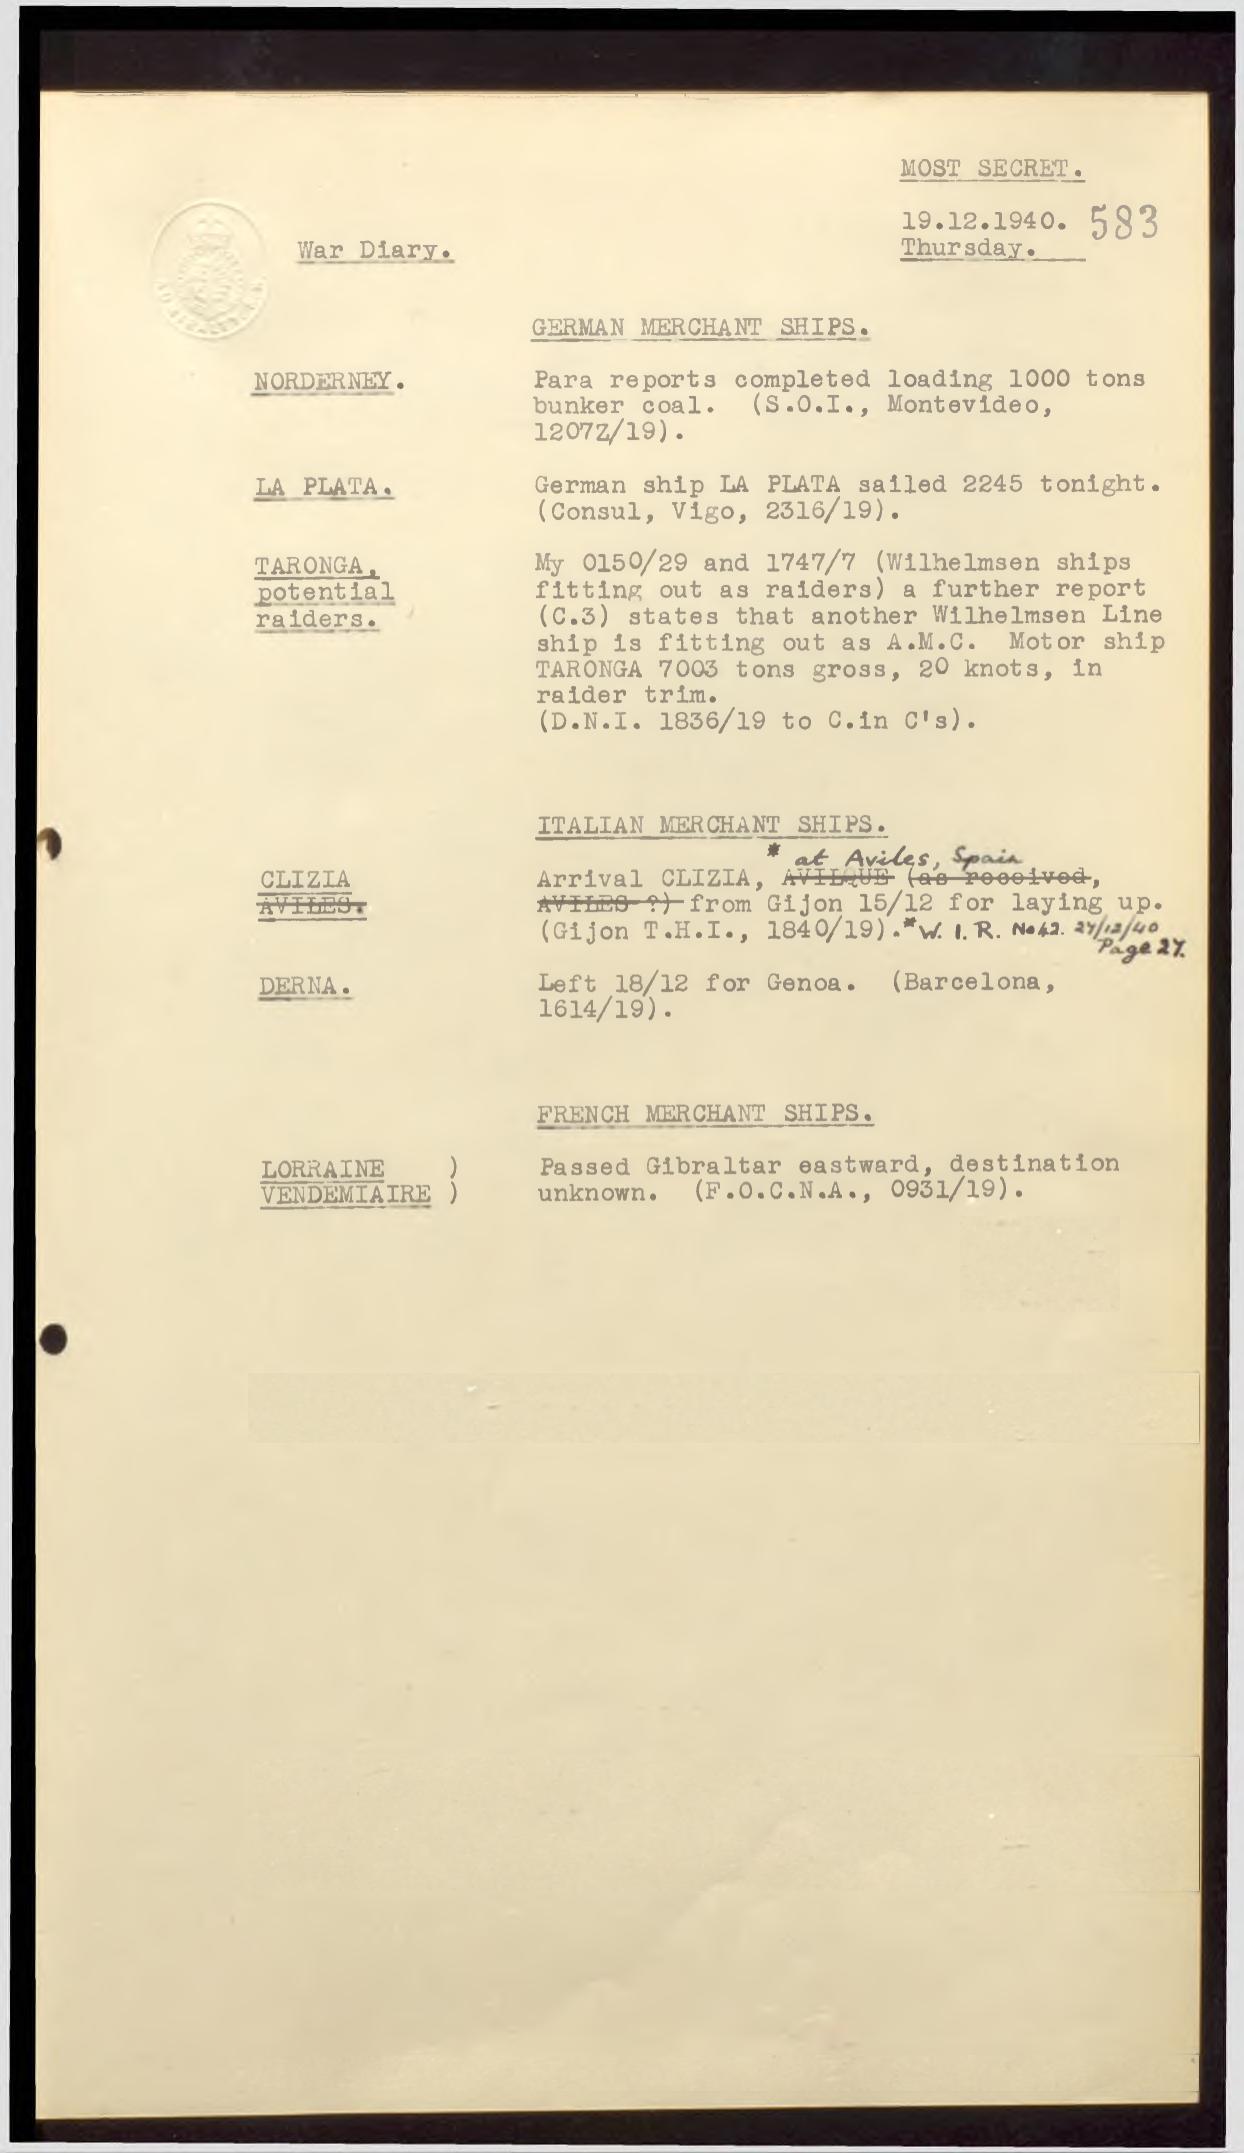 MOST SECRET.
19.12.1940. 583
Thursday.
War Diary.
GERMAN MERCHANT SHIPS.
NORDERNEY. Para reports completed loading 1000 tons
bunker coal. (S.O.I., Montevideo,
1207Z/19).
LA PLATA. German ship LA PLATA sailed 2245 tonight.
(Consul, Vigo, 2316/19).
TARONGA, My 0150/29 and 1747/7 (Wilhelmsen ships
potential fitting out as raiders) a further report
raiders. (C.3) states that another Wilhelmsen Line
ship is fitting out as A.M.C. Motor ship
TARONGA 7003 tons gross, 20 knots, in
raider trim.
(D.N.I. 1836/19 to C.in C's).
ITALIAN MERCHANT SHIPS.
* at Aviles, Spain
CLIZIA Arrival CLIZIA, AVILQUE (as received,
AVILES. AVILES ?) from Gijon 15/12 for laying up.
(Gijon T.H.I., 1840/19).*W. I. R. No 42. 27/12/40
Page 27.
DERNA. Left 18/12 for Genoa. (Barcelona,
1614/19).
FRENCH MERCHANT SHIPS.
LORRAINE ) Passed Gibraltar eastward, destination
VENDEMIAIRE ) unknown. (F.O.C.N.A., 0931/19).